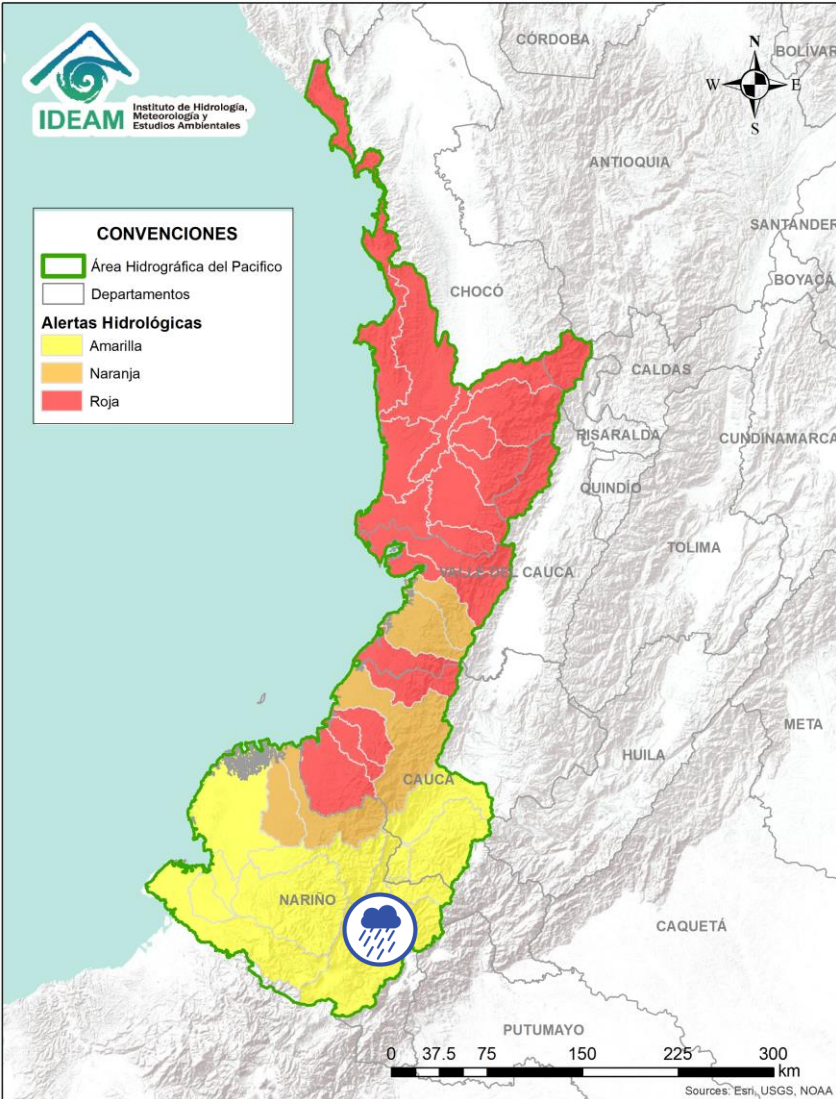 IDEAM
Instituto de Hidrología,
Meteorología y
Estudios Ambientales
CONVENCIONES
Área Hidrográfica del Pacifico
Departamentos
Alertas Hidrológicas
Amarilla
Naranja
Roja
N
W
E
S
CÓRDOBA
BOLÍVAR
ANTIOQUIA
SANTANDER
BOYACÁ
CHOCÓ
CALDAS
RISARALDA
CUNDINAMARCA
QUINDÍO
TOLIMA
VALLE DEL CAUCA
META
HUILA
CAUCA
NARIÑO
CAQUETÁ
PUTUMAYO
0 37.5 75 150 225 300
km
Sources: Esri, USGS, NOAA